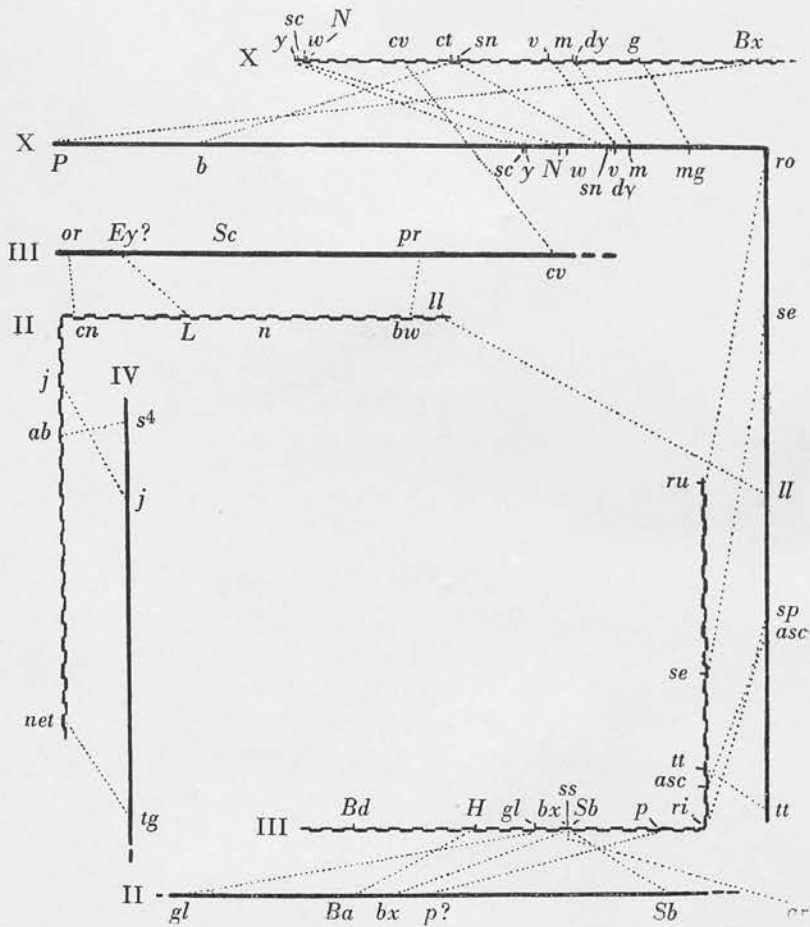 sc N
y w cv ct sn v m dy g Bx
X
X
P b sc y N w sn v dy m mg ro
or Ey? Sc pr
III
cv
ll
II
cn L n bw se
IV
j
ab s4
ru
j ll
sp
asc
se
net
tt
asc
ss
tg Bd H gl bx Sb p ri tt
III
II
gl Ba bx p? Sb ar